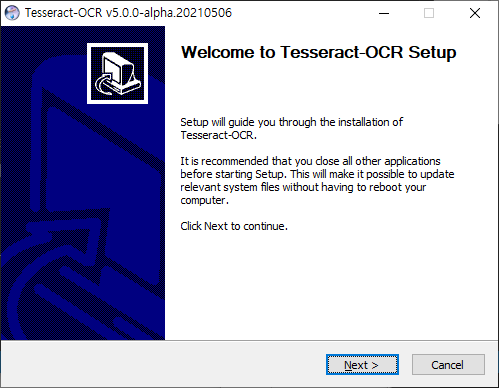 Tesseract-OCR v5.0.0-alpha.20210506
Welcome to Tesseract-OCR Setup
Setup will guide you through the installation of
Tesseract-OCR.
It is recommended that you close all other applications
before starting Setup. This will make it possible to update
relevant system files without having to reboot your
computer.
Click Next to continue.
Next >
Cancel